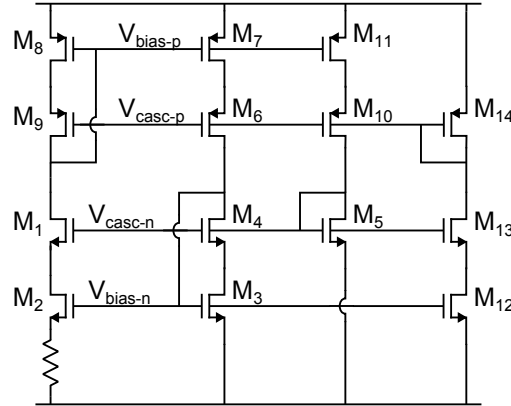 M8 Vbias-p M7 M11
M9 Vcasc-p M6 M10 M14
M1 Vcasc-n M4 M5 M13
M2 Vbias-n M3 M12